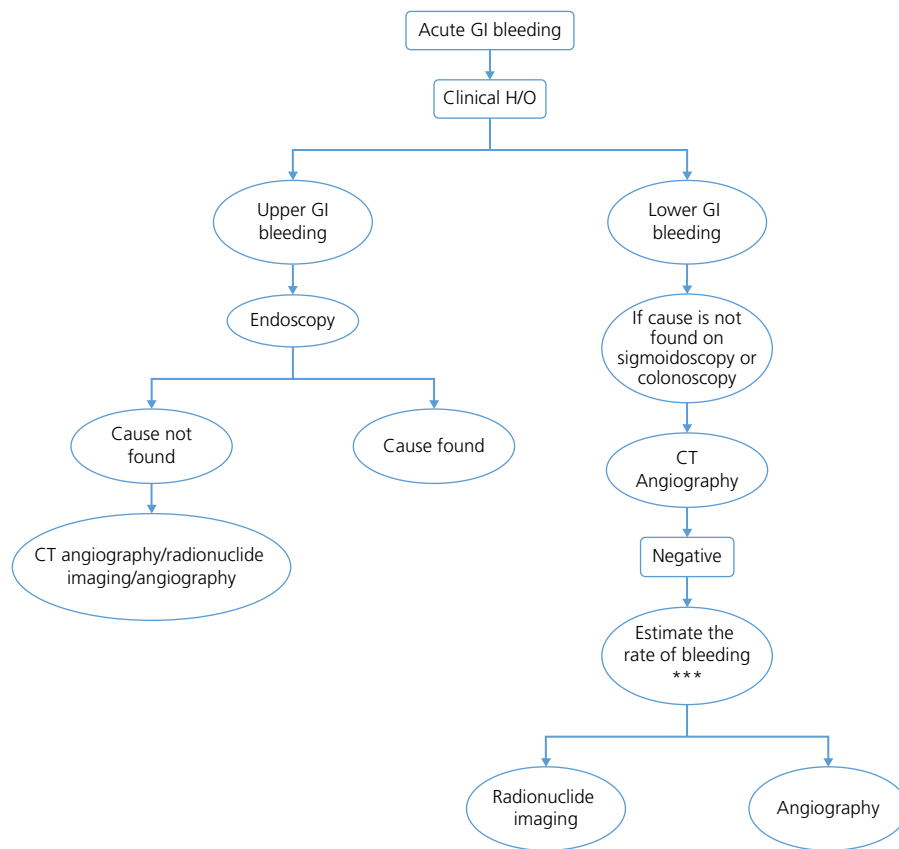 Acute GI bleeding
Clinical H/O
Upper GI
bleeding
Endoscopy
Cause not
found
Cause found
CT angiography/radionuclide
imaging/angiography
Lower GI
bleeding
If cause is not
found on
sigmoidoscopy or
colonoscopy
CT
Angiography
Negative
Estimate the
rate of bleeding
***
Radionuclide
imaging
Angiography